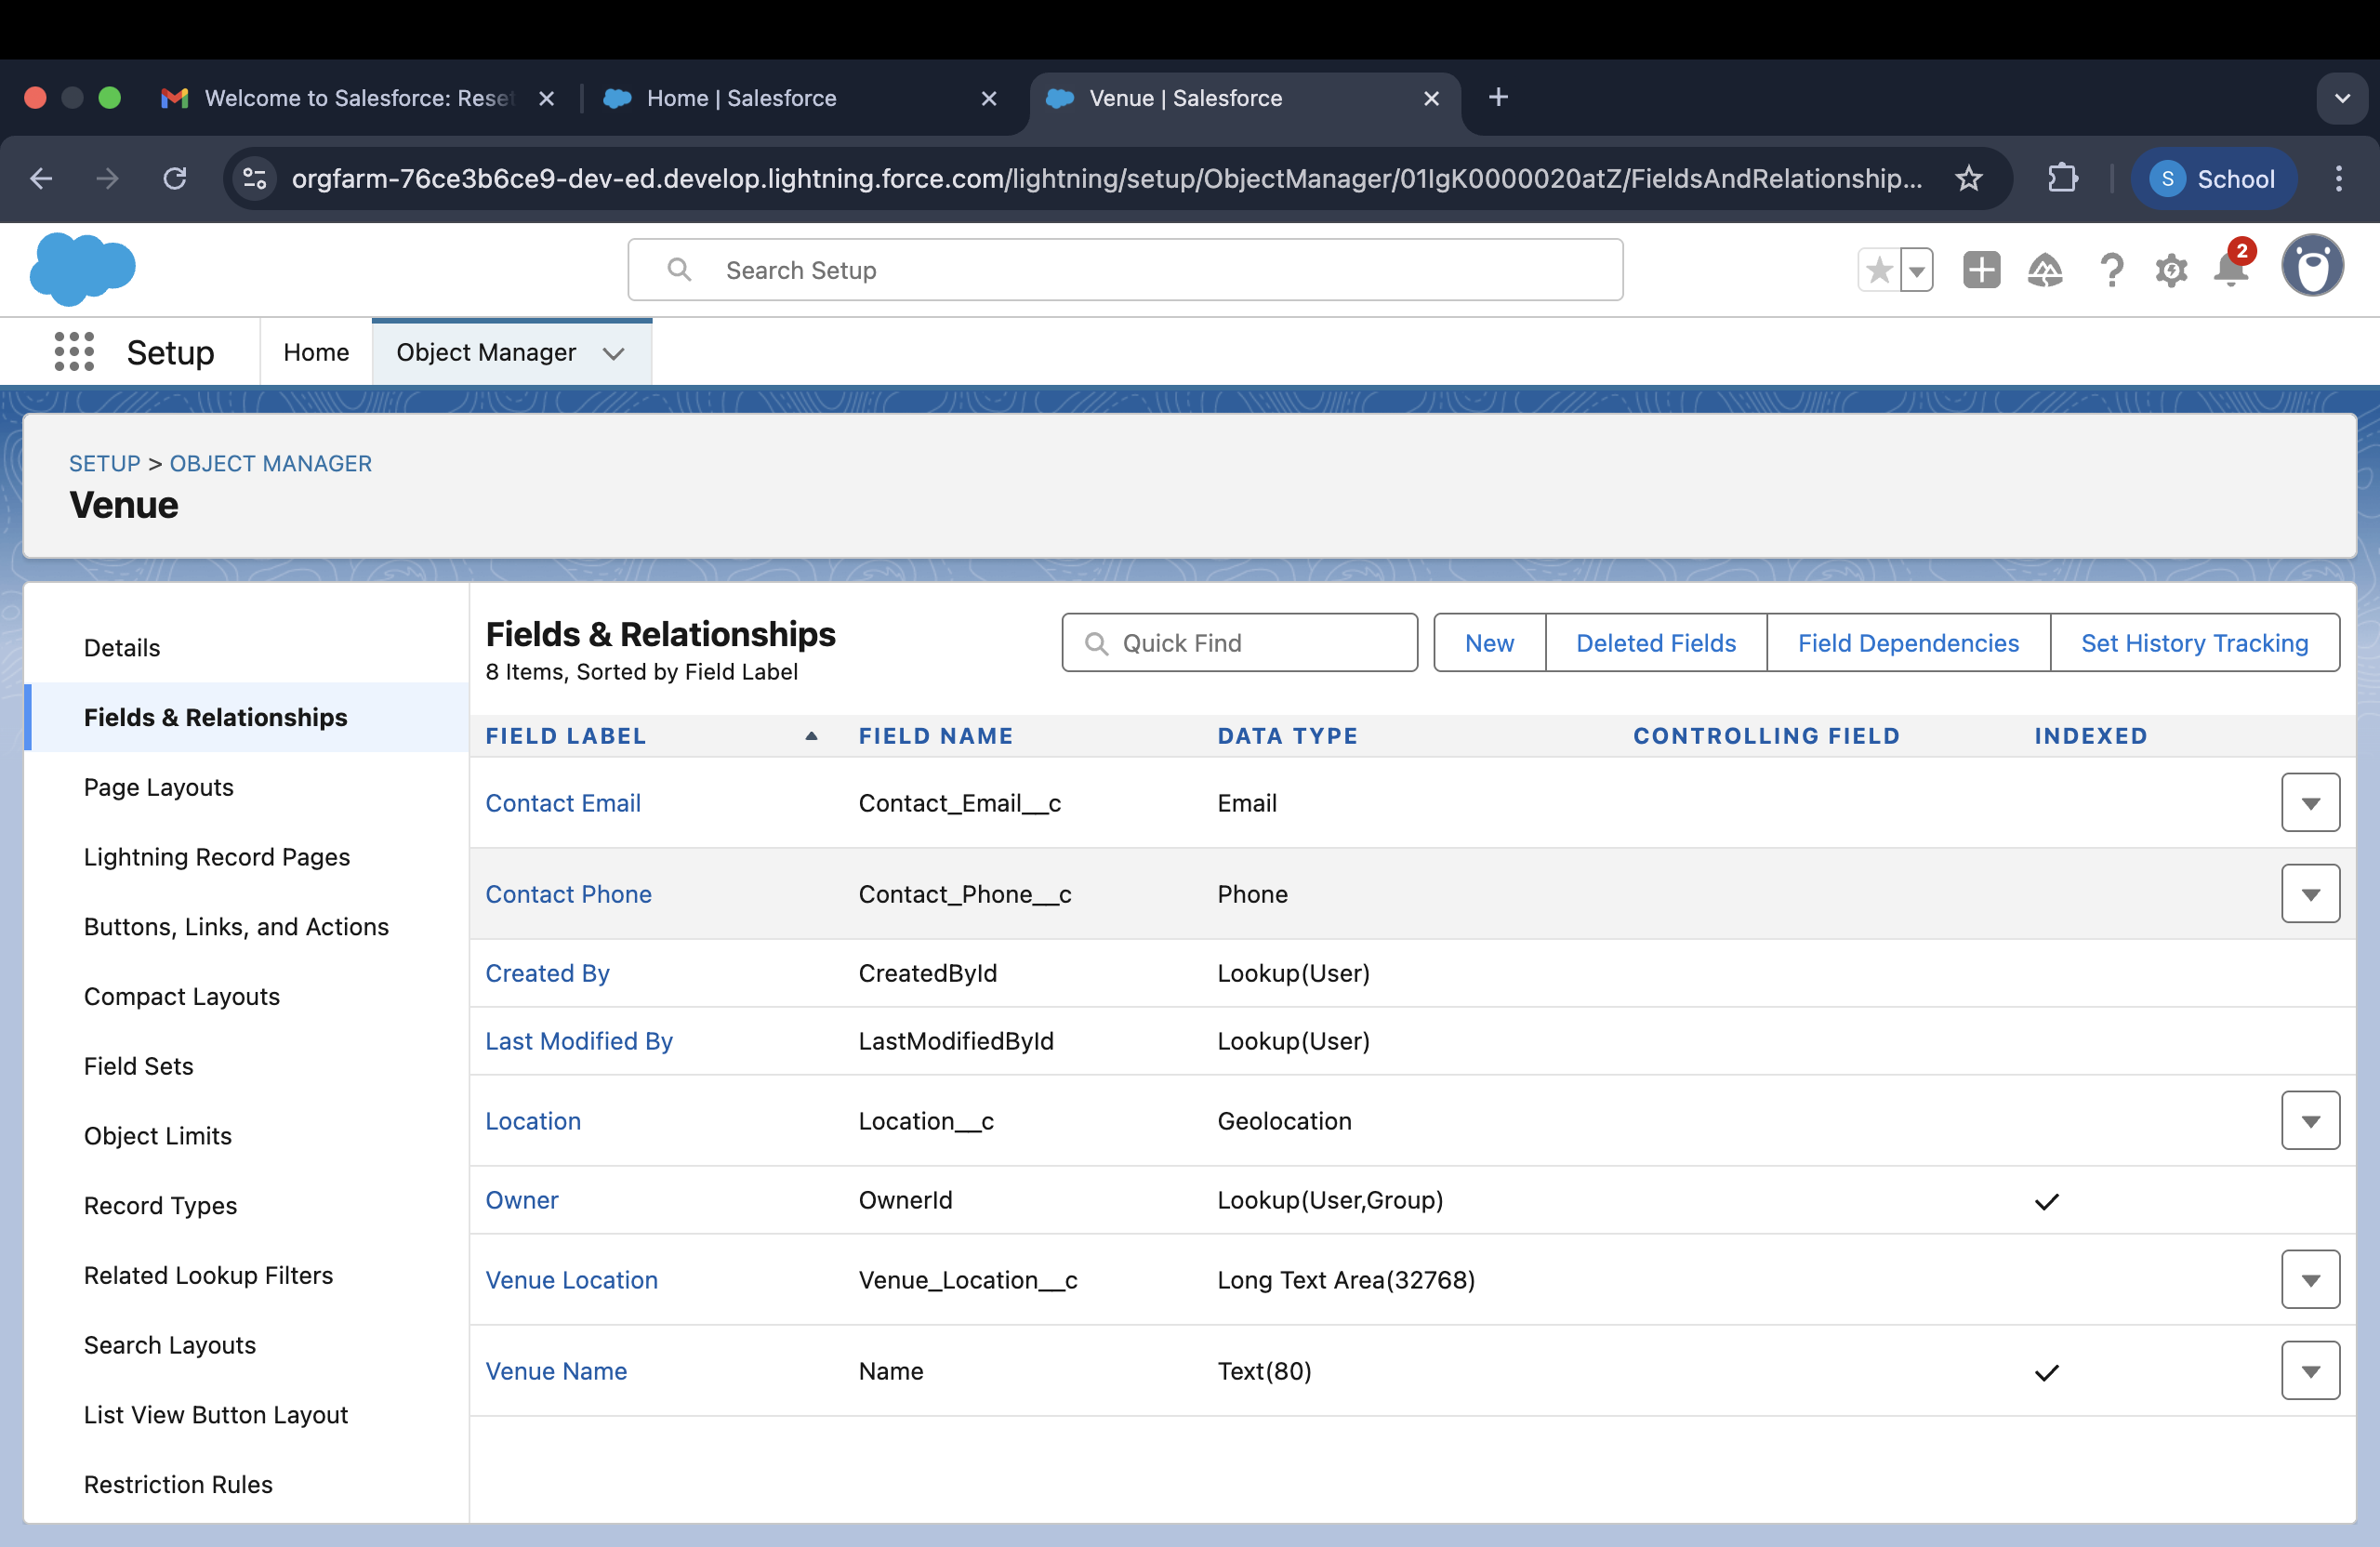 Welcome to Salesforce: Reset
Home | Salesforce
Venue | Salesforce
orgfarm-76ce3b6ce9-dev-ed.develop.lightning.force.com/lightning/setup/ObjectManager/01IgK0000020atZ/FieldsAndRelationship...
S School
Search Setup
2
Setup
Home
Object Manager
SETUP > OBJECT MANAGER
Venue
Details
Fields & Relationships
Page Layouts
Lightning Record Pages
Buttons, Links, and Actions
Compact Layouts
Field Sets
Object Limits
Record Types
Related Lookup Filters
Search Layouts
List View Button Layout
Restriction Rules
Fields & Relationships
8 Items, Sorted by Field Label
Quick Find
New
Deleted Fields
Field Dependencies
Set History Tracking
FIELD LABEL FIELD NAME DATA TYPE CONTROLLING FIELD INDEXED
Contact Email Contact_Email__c Email
Contact Phone Contact_Phone__c Phone
Created By CreatedById Lookup(User)
Last Modified By LastModifiedById Lookup(User)
Location Location__c Geolocation
Owner OwnerId Lookup(User,Group)
Venue Location Venue_Location__c Long Text Area(32768)
Venue Name Name Text(80)